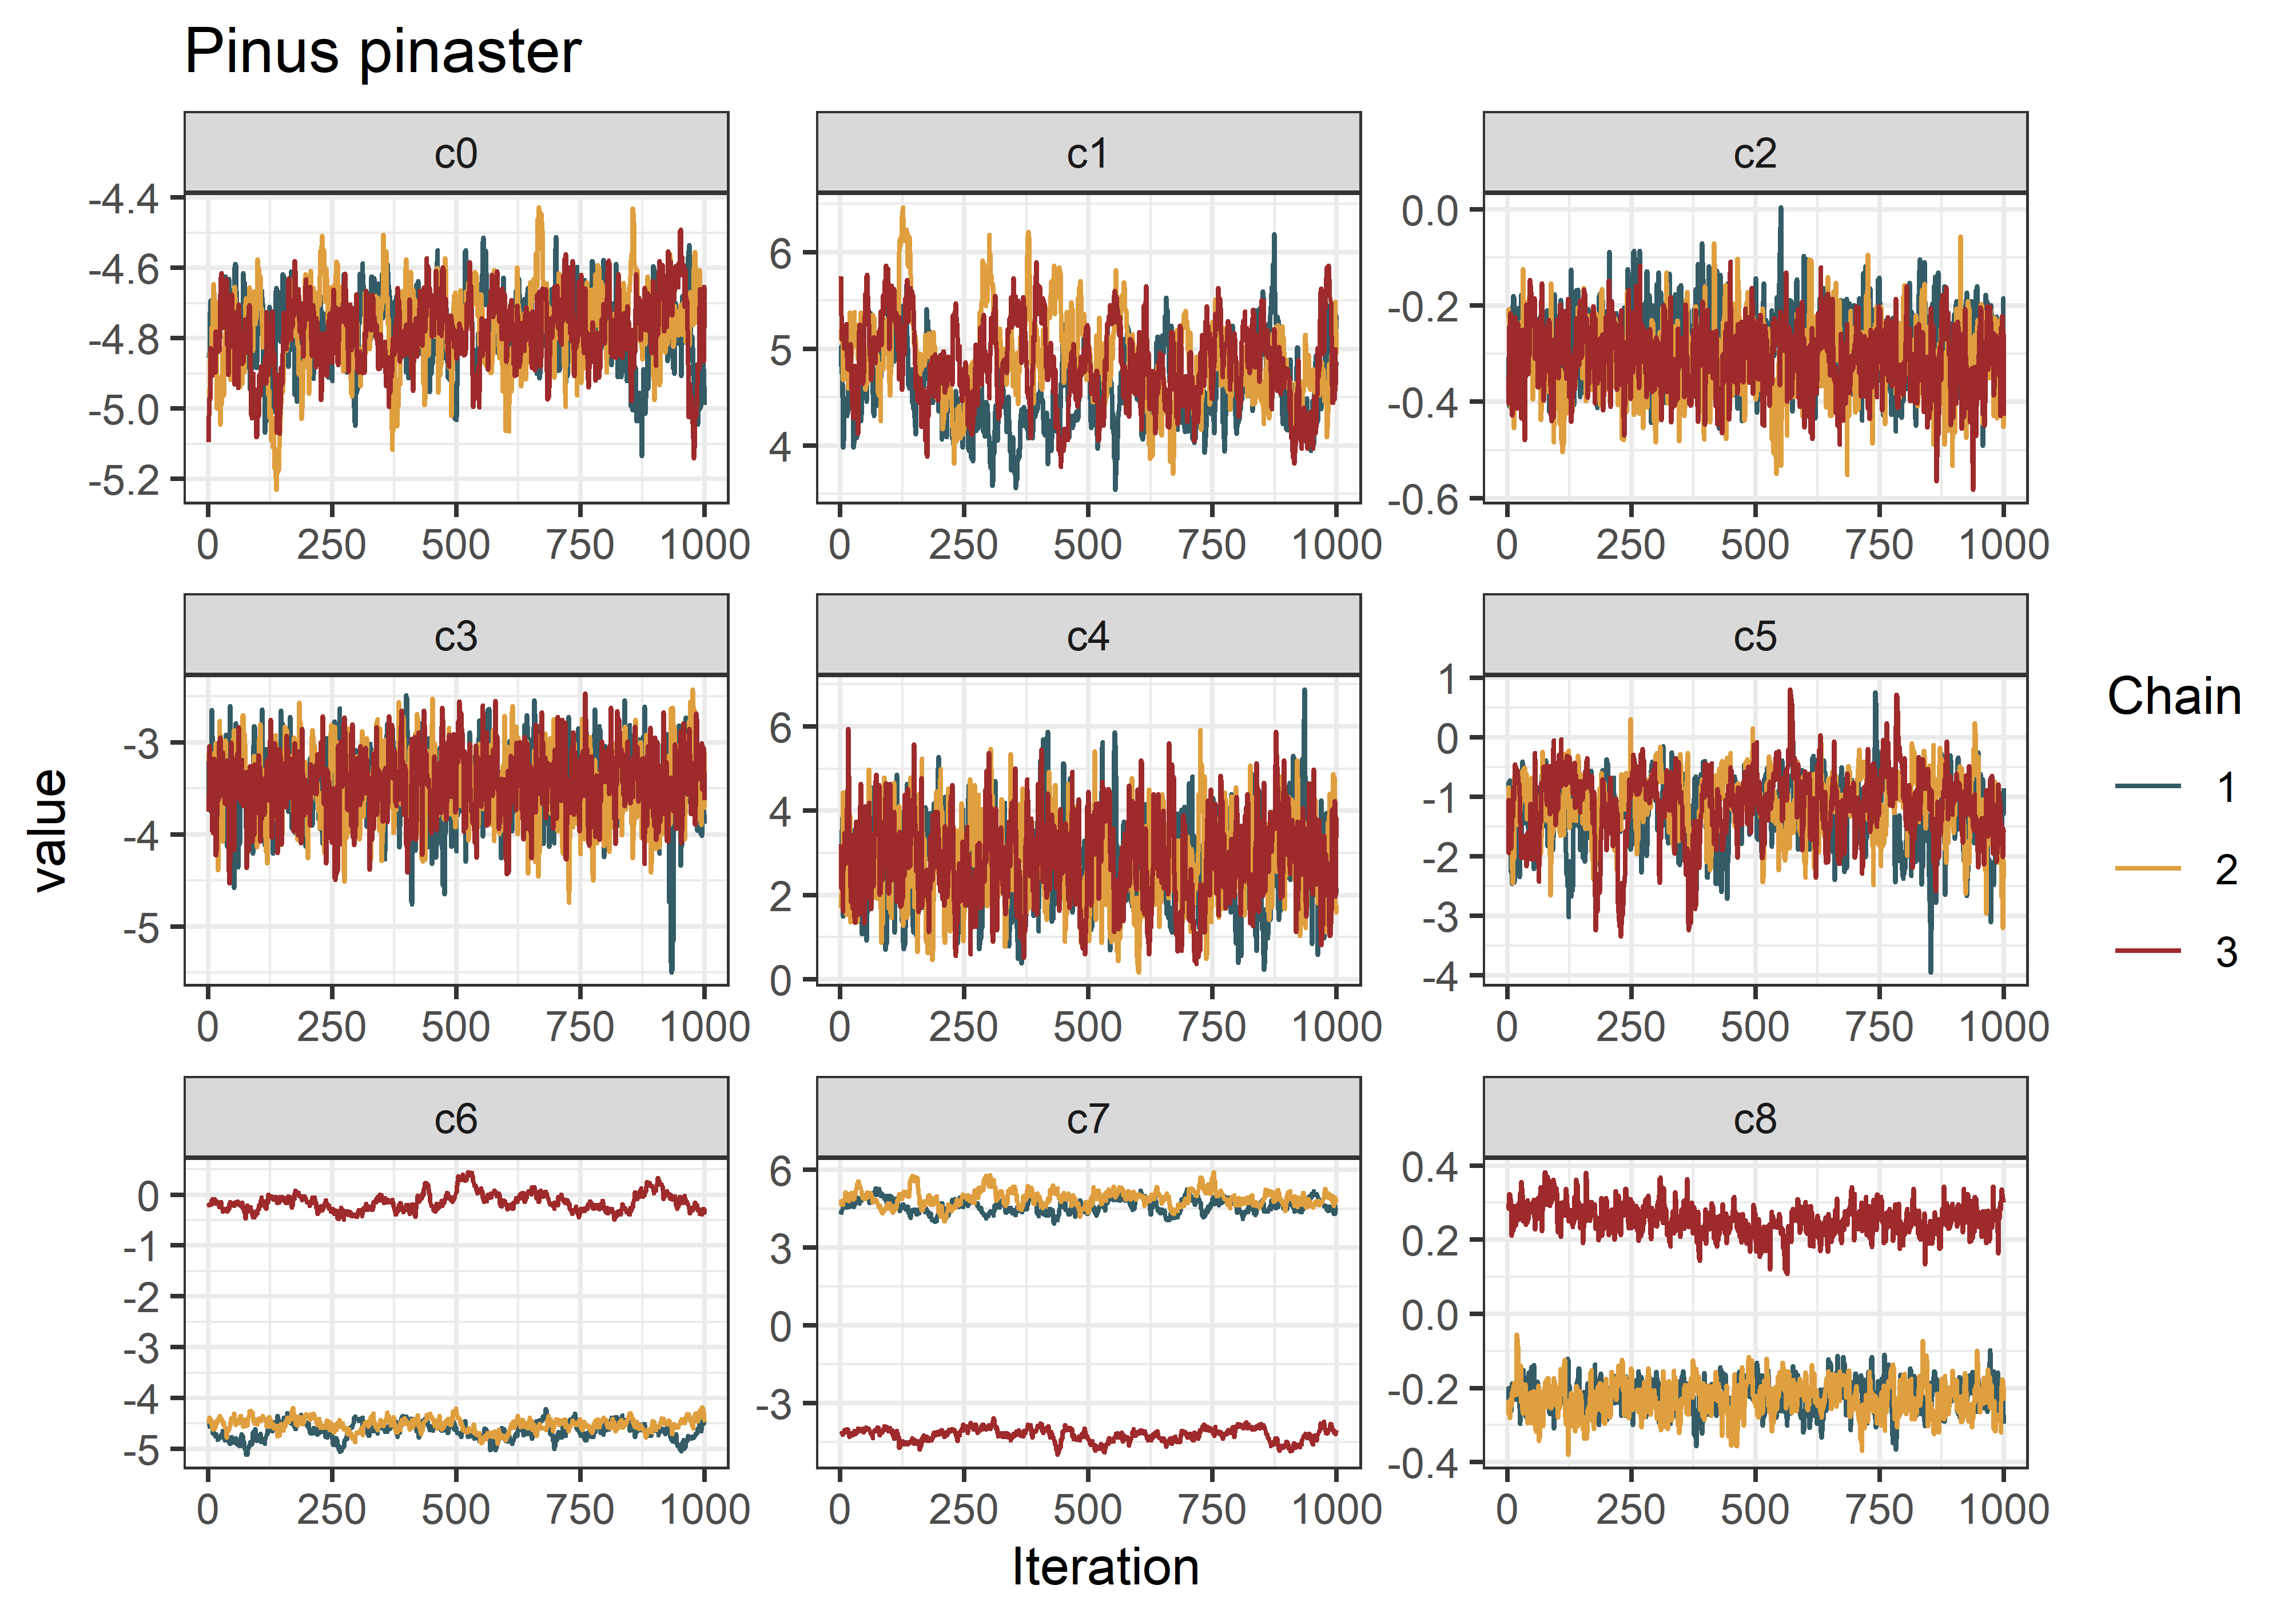 Pinus pinaster
c0 c1 c2
-4.4 -4.6 -4.8 -5.0 -5.2
6 5 4
0.0 -0.2 -0.4 -0.6
0 250 500 750 1000 0 250 500 750 1000 0 250 500 750 1000
c3 c4 c5
-3 -4 -5
6 4 2 0
1 0 -1 -2 -3 -4
0 250 500 750 1000 0 250 500 750 1000 0 250 500 750 1000
c6 c7 c8
0 -1 -2 -3 -4 -5
6 3 0 -3
0.4 0.2 0.0 -0.2 -0.4
0 250 500 750 1000 0 250 500 750 1000 0 250 500 750 1000
value
Iteration
Chain
1
2
3